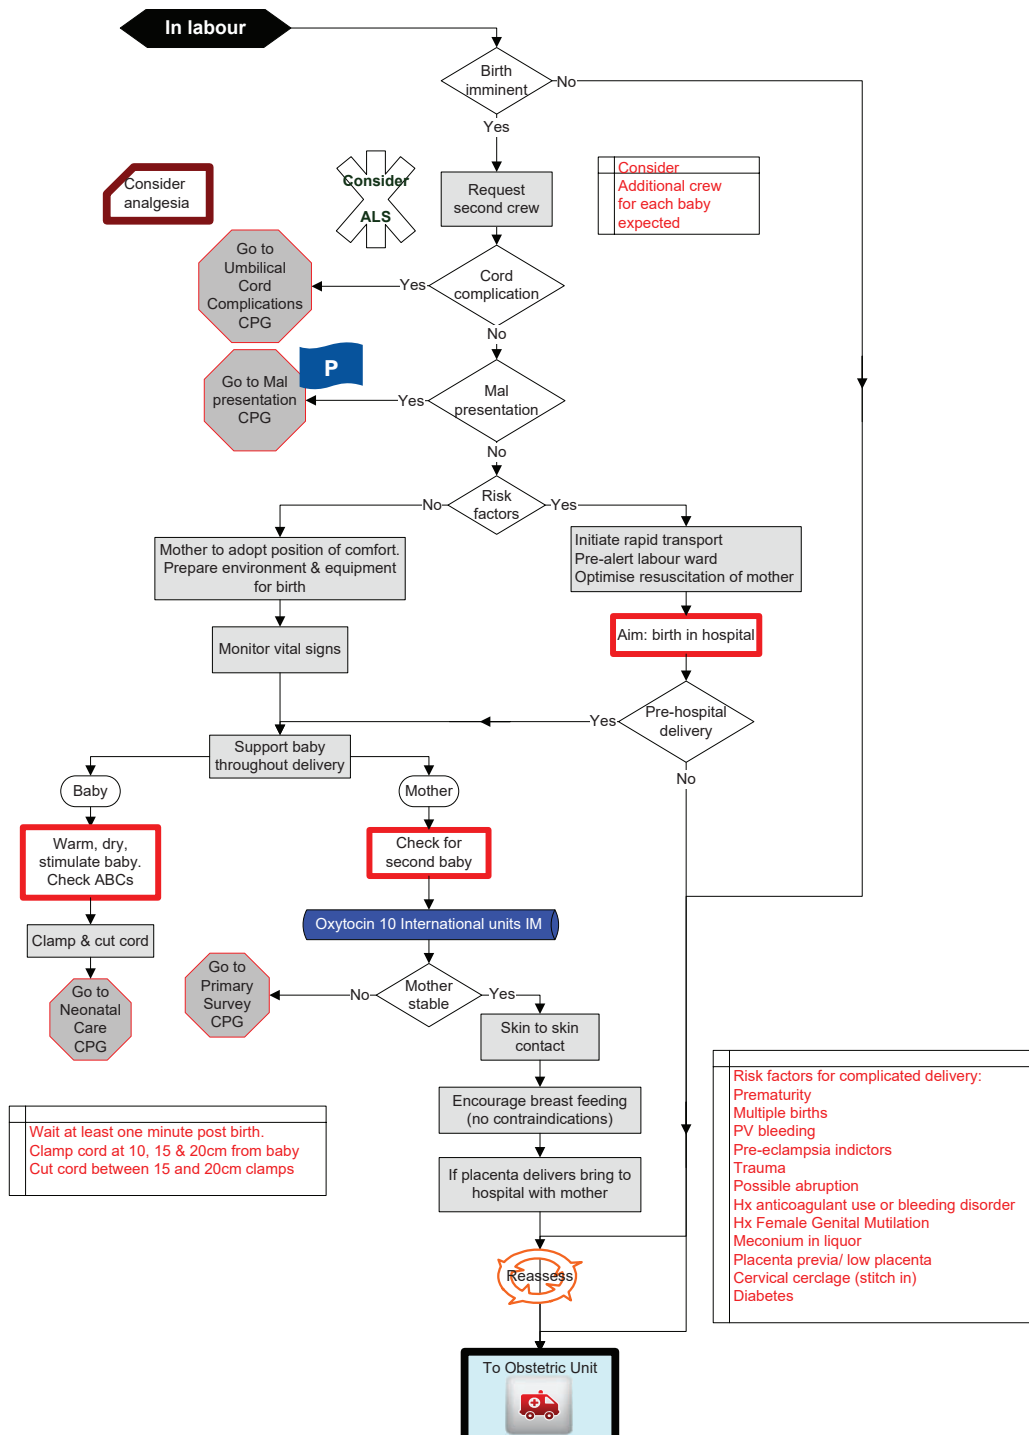 In labour
Birth
imminent
No
Yes
Consider
analgesia
Consider
ALS
Request
second crew
Consider
Additional crew
for each baby
expected
Go to
Umbilical
Cord
Complications
CPG
Yes
Cord
complication
No
P
Go to Mal
presentation
CPG
Yes
Mal
presentation
No
No
Risk
factors
Yes
Mother to adopt position of comfort.
Prepare environment & equipment
for birth
Initiate rapid transport
Pre-alert labour ward
Optimise resuscitation of mother
Monitor vital signs
Aim: birth in hospital
Yes
Pre-hospital
delivery
No
Support baby
throughout delivery
Baby
Mother
Warm, dry,
stimulate baby.
Check ABCs
Check for
second baby
Oxytocin 10 International units IM
Clamp & cut cord
Go to
Neonatal
Care
CPG
Go to
Primary
Survey
CPG
No
Mother
stable
Yes
Skin to skin
contact
Encourage breast feeding
(no contraindications)
If placenta delivers bring to
hospital with mother
Wait at least one minute post birth.
Clamp cord at 10, 15 & 20cm from baby
Cut cord between 15 and 20cm clamps
Risk factors for complicated delivery:
Prematurity
Multiple births
PV bleeding
Pre-eclampsia indictors
Trauma
Possible abruption
Hx anticoagulant use or bleeding disorder
Hx Female Genital Mutilation
Meconium in liquor
Placenta previa/ low placenta
Cervical cerclage (stitch in)
Diabetes
Reassess
To Obstetric Unit